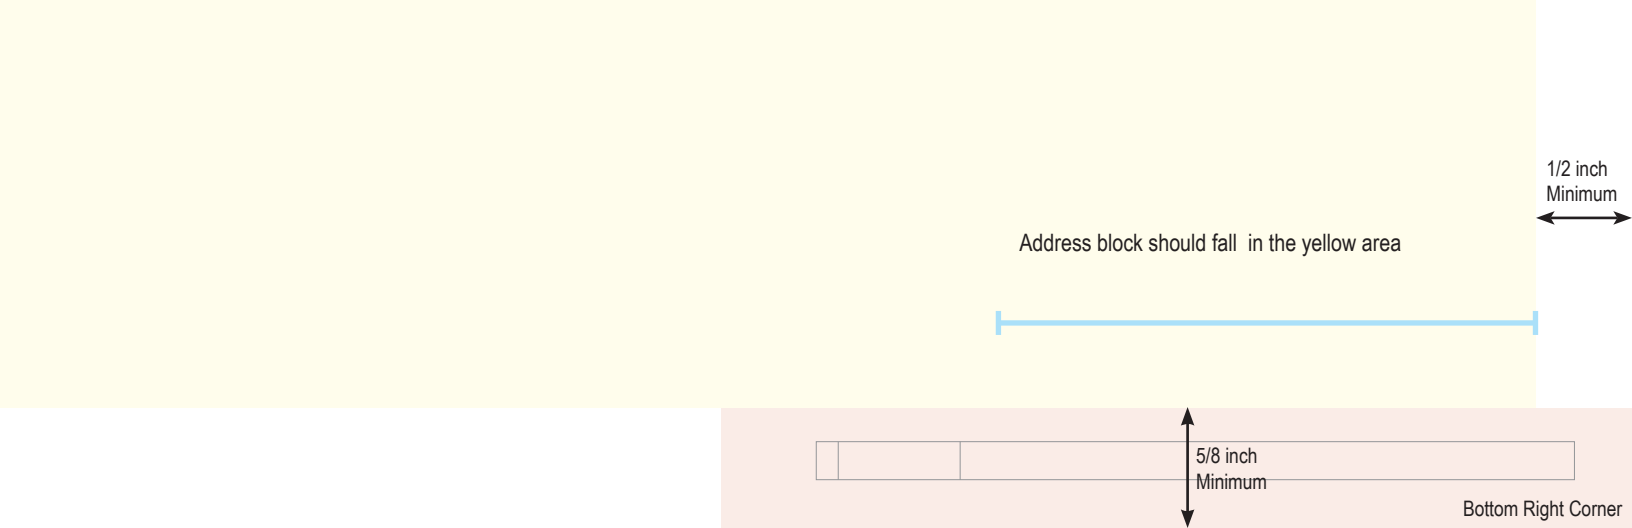 1/2 inch
Minimum
Address block should fall  in the yellow area
5/8 inch
Minimum
Bottom Right Corner